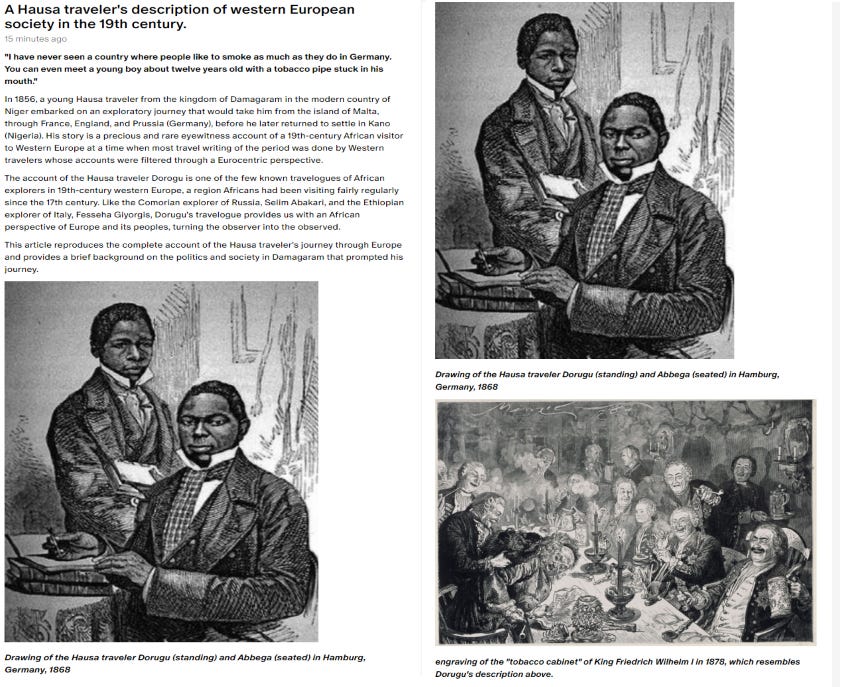 A Hausa traveler's description of western European
society in the 19th century.
15 minutes ago
"I have never seen a country where people like to smoke as much as they do in Germany.
You can even meet a young boy about twelve years old with a tobacco pipe stuck in his
mouth."
In 1856, a young Hausa traveler from the kingdom of Damagaram in the modern country of
Niger embarked on an exploratory journey that would take him from the island of Malta,
through France, England, and Prussia (Germany), before he later returned to settle in Kano
(Nigeria). His story is a precious and rare eyewitness account of a 19th-century African visitor
to Western Europe at a time when most travel writing of the period was done by Western
travelers whose accounts were filtered through a Eurocentric perspective.
The account of the Hausa traveler Dorogu is one of the few known travelogues of African
explorers in 19th-century western Europe, a region Africans had been visiting fairly regularly
since the 17th century. Like the Comorian explorer of Russia, Selim Abakari, and the Ethiopian
explorer of Italy, Fesseha Giyorgis, Dorugu's travelogue provides us with an African
perspective of Europe and its peoples, turning the observer into the observed.
This article reproduces the complete account of the Hausa traveler's journey through Europe
and provides a brief background on the politics and society in Damagaram that prompted his
journey.
Drawing of the Hausa traveler Dorugu (standing) and Abbega (seated) in Hamburg,
Germany, 1868
Drawing of the Hausa traveler Dorugu (standing) and Abbega (seated) in Hamburg,
Germany, 1868
engraving of the "tobacco cabinet" of King Friedrich Wilhelm I in 1878, which resembles
Dorugu's description above.